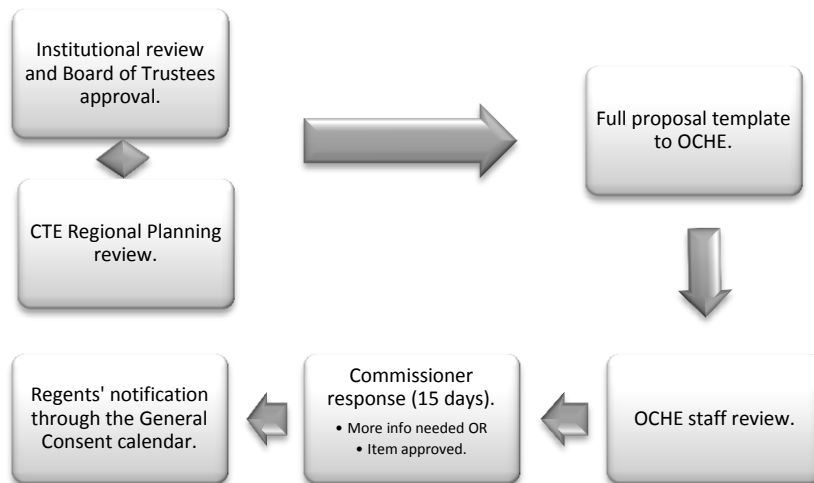 Institutional review
and Board of Trustees
approval.
CTE Regional Planning
review.
Full proposal template
to OCHE.
OCHE staff review.
Commissioner
response (15 days).
• More info needed OR
• Item approved.
Regents' notification
through the General
Consent calendar.